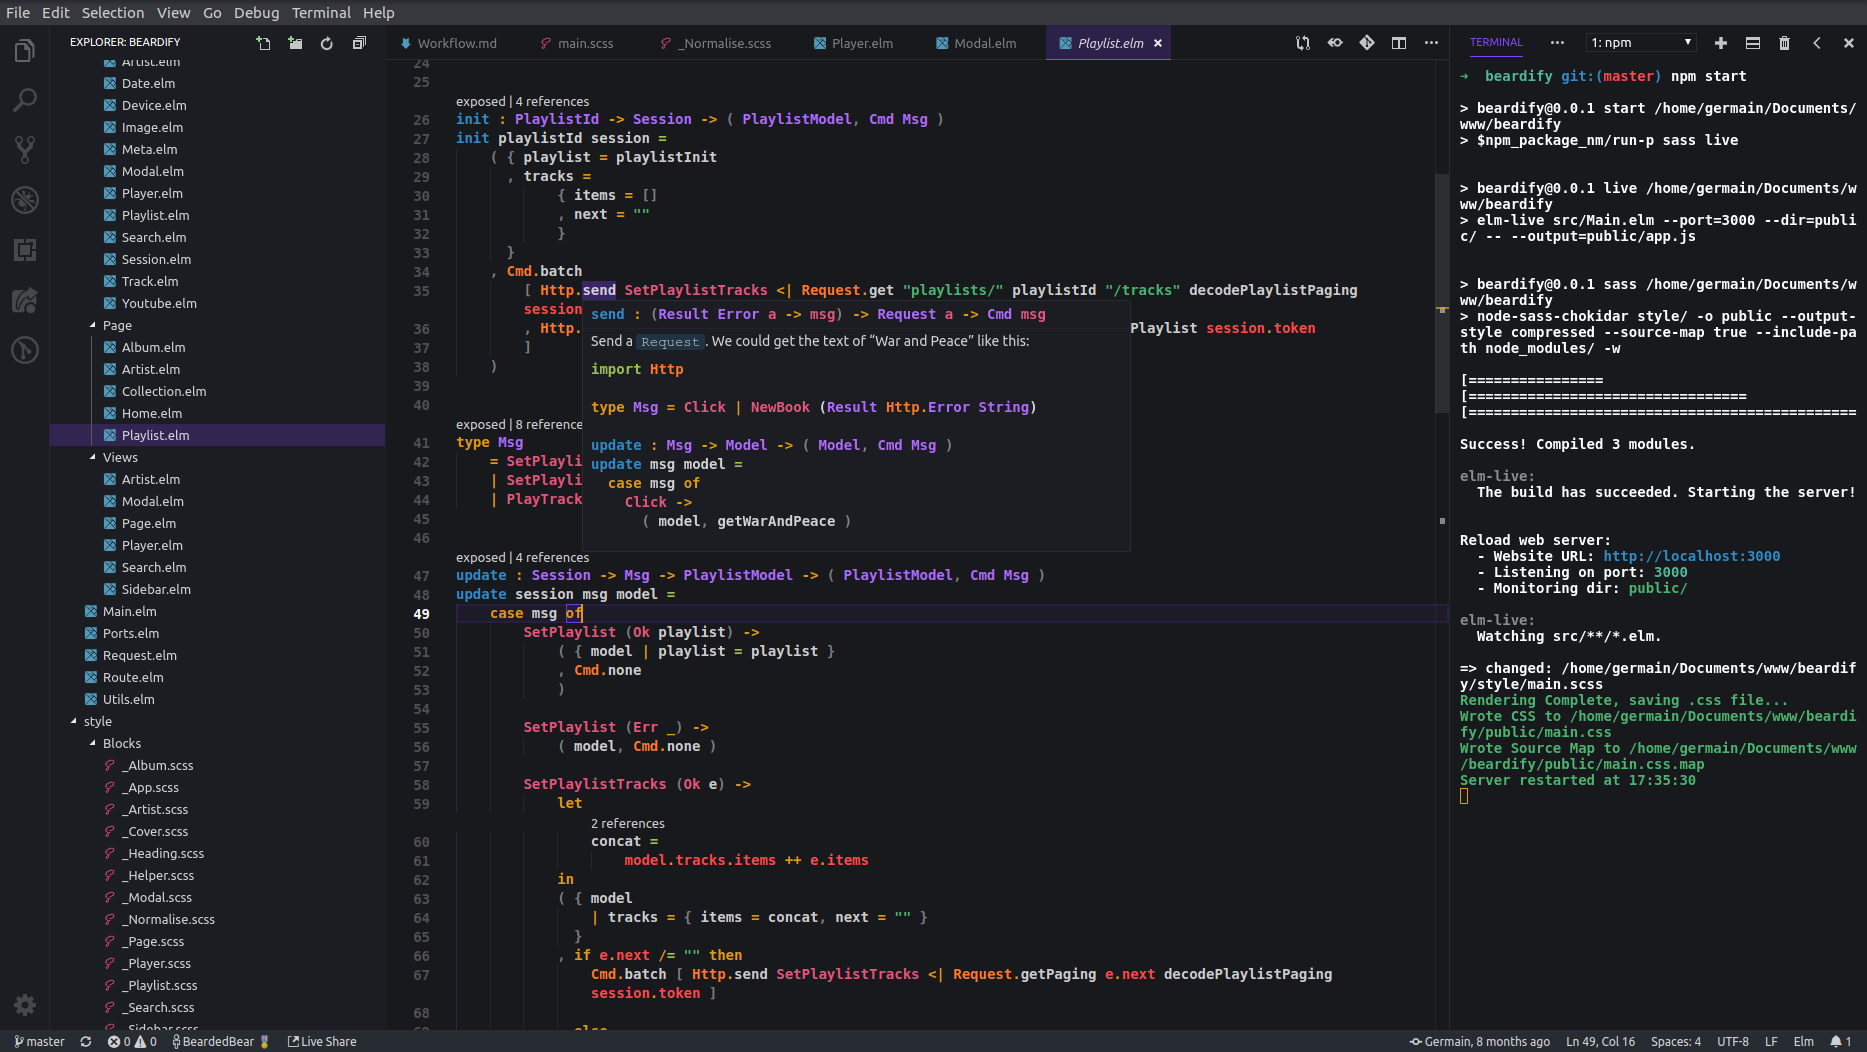 File Edit Selection View Go Debug Terminal Help
EXPLORER: BEARDIFY
Artist.elm
Date.elm
Device.elm
Image.elm
Meta.elm
Modal.elm
Player.elm
Playlist.elm
Search.elm
Session.elm
Track.elm
Youtube.elm
Page
Album.elm
Artist.elm
Collection.elm
Home.elm
Playlist.elm
Views
Artist.elm
Modal.elm
Page.elm
Player.elm
Search.elm
Sidebar.elm
Main.elm
Ports.elm
Request.elm
Route.elm
Utils.elm
style
Blocks
_Album.scss
_App.scss
_Artist.scss
_Cover.scss
_Heading.scss
_Helper.scss
_Modal.scss
_Normalise.scss
_Page.scss
_Player.scss
_Playlist.scss
_Search.scss
_Sidebar.scss
Workflow.md main.scss _Normalise.scss Player.elm Modal.elm Playlist.elm ×
24
25
exposed | 4 references
26 init : PlaylistId -> Session -> ( PlaylistModel, Cmd Msg )
27 init playlistId session =
28 ( { playlist = playlistInit
29 , tracks =
30 { items = []
31 , next = ""
32 }
33 }
34 , Cmd.batch
35 [ Http.send SetPlaylistTracks <| Request.get "playlists/" playlistId "/tracks" decodePlaylistPaging
session
36 , Http. Playlist session.token
37 ]
38 )
39
40
send : (Result Error a -> msg) -> Request a -> Cmd msg
Send a Request. We could get the text of “War and Peace” like this:
import Http
type Msg = Click | NewBook (Result Http.Error String)
update : Msg -> Model -> ( Model, Cmd Msg )
update msg model =
case msg of
Click ->
( model, getWarAndPeace )
exposed | 8 reference
41 type Msg
42 = SetPlayli
43 | SetPlayli
44 | PlayTrack
45
46
exposed | 4 references
47 update : Session -> Msg -> PlaylistModel -> ( PlaylistModel, Cmd Msg )
48 update session msg model =
49 case msg of
50 SetPlaylist (Ok playlist) ->
51 ( { model | playlist = playlist }
52 , Cmd.none
53 )
54
55 SetPlaylist (Err _) ->
56 ( model, Cmd.none )
57
58 SetPlaylistTracks (Ok e) ->
59 let
2 references
60 concat =
61 model.tracks.items ++ e.items
62 in
63 ( { model
64 | tracks = { items = concat, next = "" }
65 }
66 , if e.next /= "" then
67 Cmd.batch [ Http.send SetPlaylistTracks <| Request.getPaging e.next decodePlaylistPaging
session.token ]
68
69 else
TERMINAL ··· 1: npm
➜ beardify git:(master) npm start
> beardify@0.0.1 start /home/germain/Documents/
www/beardify
> $npm_package_nm/run-p sass live
> beardify@0.0.1 live /home/germain/Documents/w
ww/beardify
> elm-live src/Main.elm --port=3000 --dir=publi
c/ -- --output=public/app.js
> beardify@0.0.1 sass /home/germain/Documents/w
ww/beardify
> node-sass-chokidar style/ -o public --output-
style compressed --source-map true --include-pa
th node_modules/ -w
[================
[=================================
[==============================================
Success! Compiled 3 modules.
elm-live:
The build has succeeded. Starting the server!
Reload web server:
- Website URL: http://localhost:3000
- Listening on port: 3000
- Monitoring dir: public/
elm-live:
Watching src/**/*.elm.
=> changed: /home/germain/Documents/www/beardif
y/style/main.scss
Rendering Complete, saving .css file...
Wrote CSS to /home/germain/Documents/www/beardi
fy/public/main.css
Wrote Source Map to /home/germain/Documents/www
/beardify/public/main.css.map
Server restarted at 17:35:30
master 0 0 BeardedBear Live Share Germain, 8 months ago Ln 49, Col 16 Spaces: 4 UTF-8 LF Elm 1